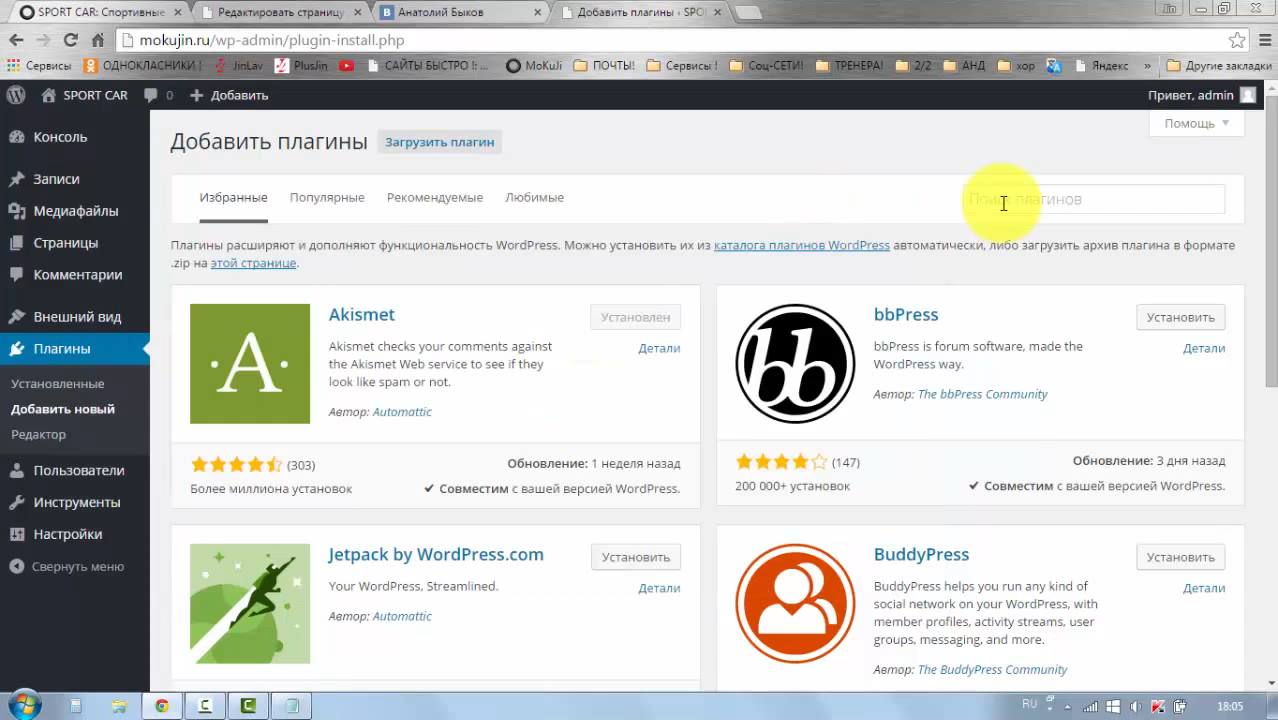 SPORT CAR: Спортивные
Редактировать страницу
Анатолий Быков
Добавить плагины ‹ SPO
mokujin.ru/wp-admin/plugin-install.php
Сервисы
ОДНОКЛАСНИКИ !
JinLav
PlusJin
САЙТЫ БЫСТРО !: ...
MoKuJi
ПОЧТЫ!
Сервисы !
Соц-СЕТИ!
ТРЕНЕРА!
2/2
АНД
хор
Яндекс
»
Другие закладки
SPORT CAR
0
Добавить
Привет, admin
Консоль
Записи
Медиафайлы
Страницы
Комментарии
Внешний вид
Плагины
Установленные
Добавить новый
Редактор
Пользователи
Инструменты
Настройки
Свернуть меню
Добавить плагины
Загрузить плагин
Помощь
Избранные
Популярные
Рекомендуемые
Любимые
Поиск плагинов
Плагины расширяют и дополняют функциональность WordPress. Можно установить их из каталога плагинов WordPress автоматически, либо загрузить архив плагина в формате
.zip на этой странице.
Akismet
Установлен
Детали
Akismet checks your comments against
the Akismet Web service to see if they
look like spam or not.
Автор: Automattic
(303)
Обновление: 1 неделя назад
Более миллиона установок
Совместим с вашей версией WordPress.
bbPress
Установить
Детали
bbPress is forum software, made the
WordPress way.
Автор: The bbPress Community
(147)
Обновление: 3 дня назад
200 000+ установок
Совместим с вашей версией WordPress.
Jetpack by WordPress.com
Установить
Детали
Your WordPress, Streamlined.
Автор: Automattic
BuddyPress
Установить
Детали
BuddyPress helps you run any kind of
social network on your WordPress, with
member profiles, activity streams, user
groups, messaging, and more.
Автор: The BuddyPress Community
RU
18:05